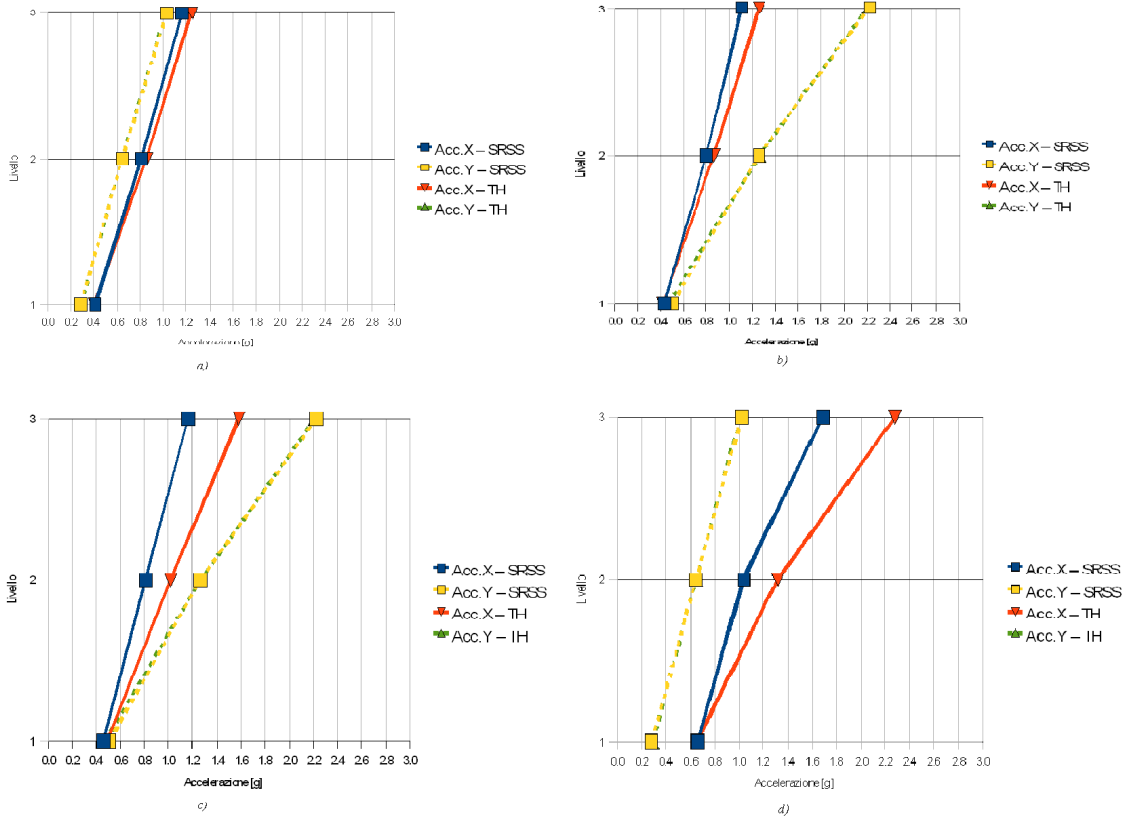 3
Livello
2
1
0.0 0.2 0.4 0.6 0.8 1.0 1.2 1.4 1.6 1.8 2.0 2.2 2.4 2.6 2.8 3.0
Accelerazione [g]
a)
Acc.X – SRSS
Acc.Y – SRSS
Acc.X – TH
Acc.Y – TH
3
Livello
2
1
0.0 0.2 0.4 0.6 0.8 1.0 1.2 1.4 1.6 1.8 2.0 2.2 2.4 2.6 2.8 3.0
Accelerazione [g]
b)
Acc.X – SRSS
Acc.Y – SRSS
Acc.X – TH
Acc.Y – TH
3
Livello
2
1
0.0 0.2 0.4 0.6 0.8 1.0 1.2 1.4 1.6 1.8 2.0 2.2 2.4 2.6 2.8 3.0
Accelerazione [g]
c)
Acc.X – SRSS
Acc.Y – SRSS
Acc.X – TH
Acc.Y – TH
3
Livello
2
1
0.0 0.2 0.4 0.6 0.8 1.0 1.2 1.4 1.6 1.8 2.0 2.2 2.4 2.6 2.8 3.0
Accelerazione [g]
d)
Acc.X – SRSS
Acc.Y – SRSS
Acc.X – TH
Acc.Y – TH